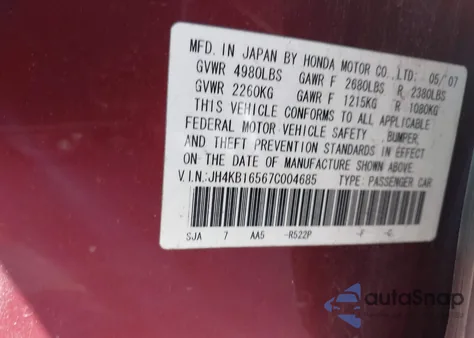 MFD. IN JAPAN BY HONDA MOTOR CO., LTD. 05/07
GVWR 4980LBS GAWR F 2680LBS R 2380LBS
GVWR 2260KG GAWR F 1215KG R 1080KG
THIS VEHICLE CONFORMS TO ALL APPLICABLE
FEDERAL MOTOR VEHICLE SAFETY, BUMPER,
AND THEFT PREVENTION STANDARDS IN EFFECT
ON THE DATE OF MANUFACTURE SHOWN ABOVE.
V.I.N.:JH4KB16567C004685 TYPE: PASSENGER CAR
SJA 7 AA5 -R522P -F -C
autoSnap